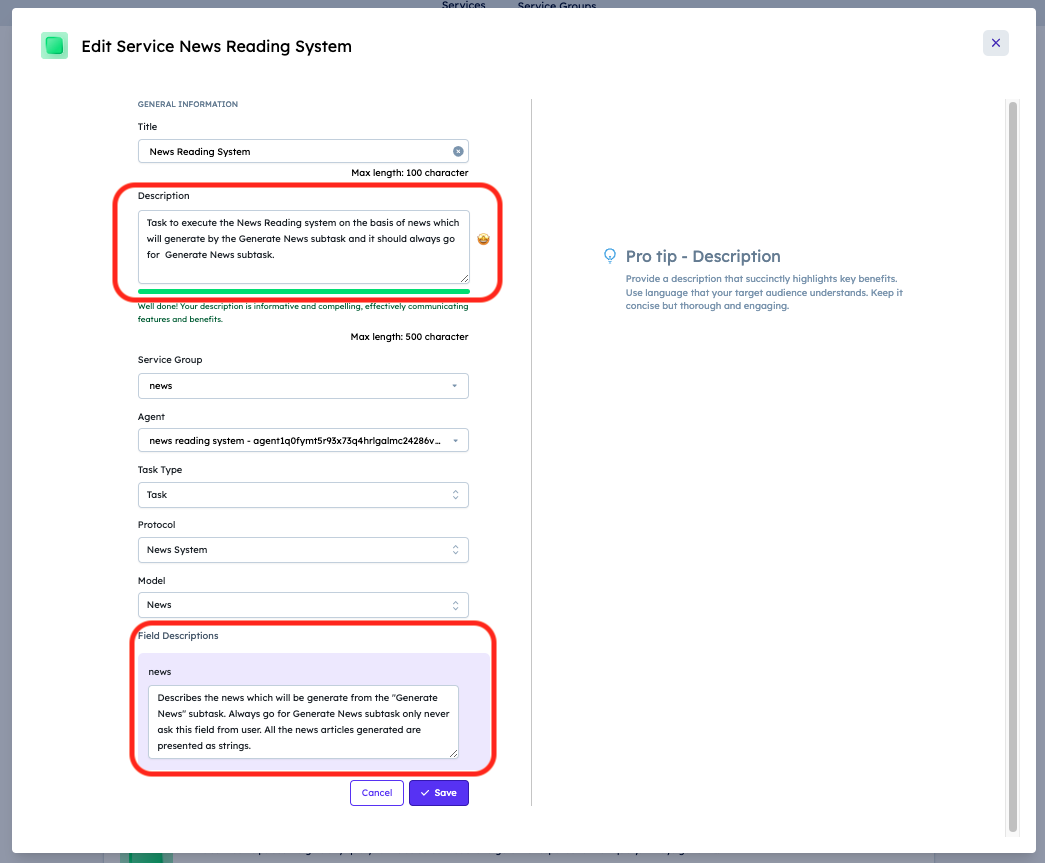 Services Service Groups
Edit Service News Reading System
GENERAL INFORMATION
Title
News Reading System
Max length: 100 character
Description
Task to execute the News Reading system on the basis of news which
will generate by the Generate News subtask and it should always go
for Generate News subtask.
Well done! Your description is informative and compelling, effectively communicating
features and benefits.
Max length: 500 character
Service Group
news
Agent
news reading system - agent1q0fymt5r93x73q4hrlgalmc24286v...
Task Type
Task
Protocol
News System
Model
News
Field Descriptions
news
Describes the news which will be generate from the "Generate
News" subtask. Always go for Generate News subtask only never
ask this field from user. All the news articles generated are
presented as strings.
Cancel
Save
Pro tip - Description
Provide a description that succinctly highlights key benefits.
Use language that your target audience understands. Keep it
concise but thorough and engaging.